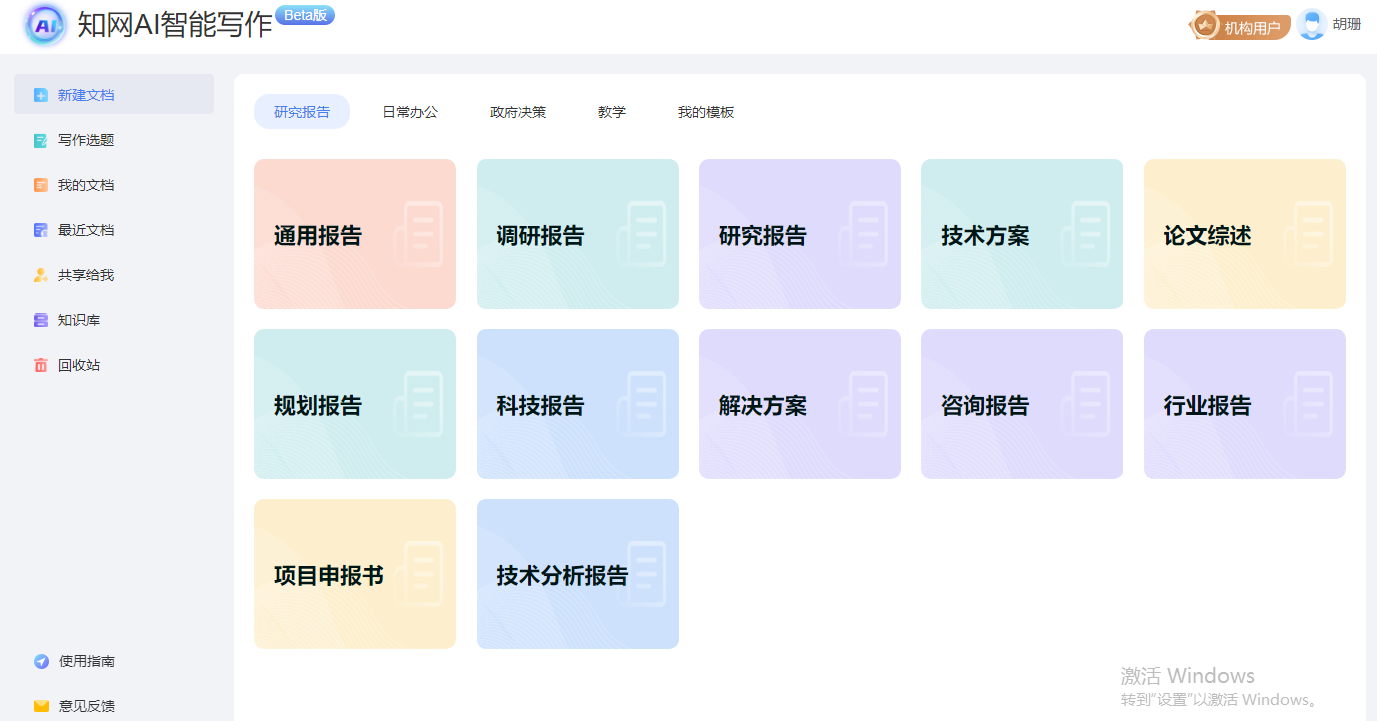 AI 知网AI智能写作 Beta版
机构用户 胡珊
新建文档
写作选题
我的文档
最近文档
共享给我
知识库
回收站
使用指南
意见反馈
研究报告 日常办公 政府决策 教学 我的模板
通用报告 调研报告 研究报告 技术方案 论文综述
规划报告 科技报告 解决方案 咨询报告 行业报告
项目申报书 技术分析报告
激活 Windows
转到“设置”以激活 Windows。